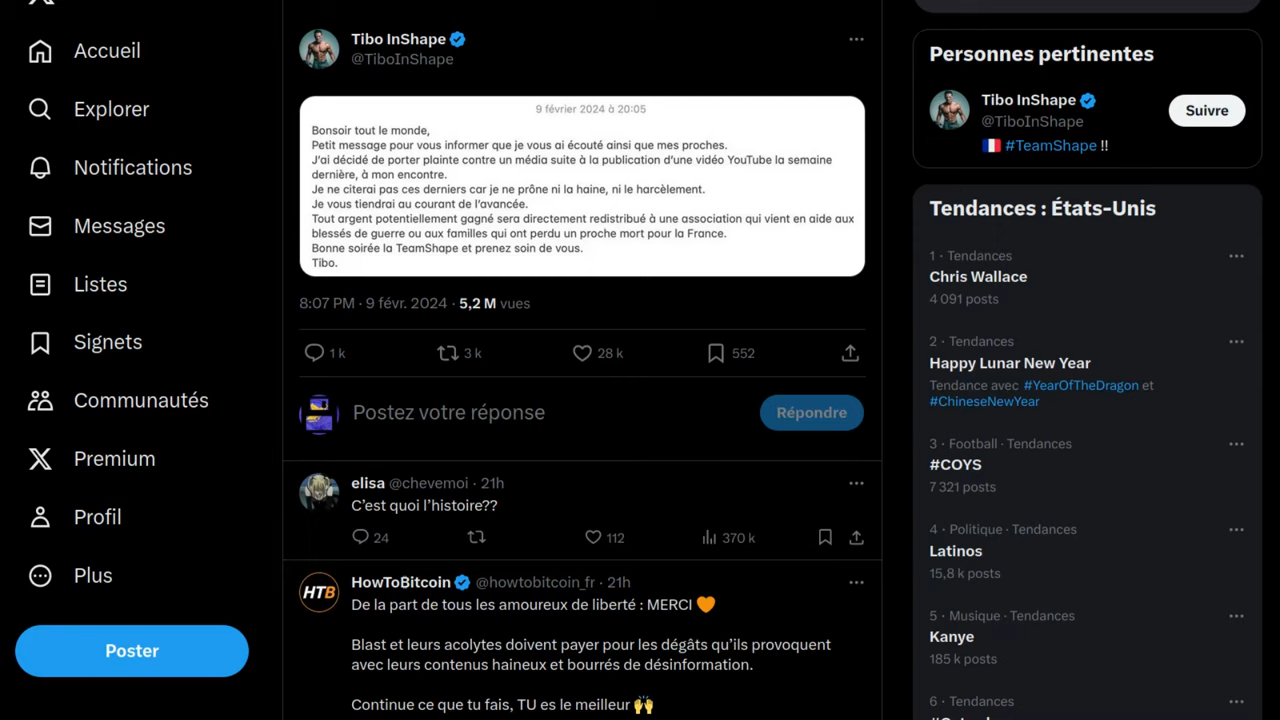 Accueil
Explorer
Notifications
Messages
Listes
Signets
Communautés
Premium
Profil
Plus
Poster
Tibo InShape
@TiboInShape
9 février 2024 à 20:05
Bonsoir tout le monde,
Petit message pour vous informer que je vous ai écouté ainsi que mes proches.
J’ai décidé de porter plainte contre un média suite à la publication d’une vidéo YouTube la semaine
dernière, à mon encontre.
Je ne citerai pas ces derniers car je ne prône ni la haine, ni le harcèlement.
Je vous tiendrai au courant de l’avancée.
Tout argent potentiellement gagné sera directement redistribué à une association qui vient en aide aux
blessés de guerre ou aux familles qui ont perdu un proche mort pour la France.
Bonne soirée la TeamShape et prenez soin de vous.
Tibo.
8:07 PM · 9 févr. 2024 · 5,2 M vues
1 k 3 k 28 k 552
Postez votre réponse
Répondre
elisa @chevemoi · 21h
C’est quoi l’histoire??
24 112 370 k
HTB
HowToBitcoin @howtobitcoin_fr · 21h
De la part de tous les amoureux de liberté : MERCI 🧡
Blast et leurs acolytes doivent payer pour les dégâts qu’ils provoquent
avec leurs contenus haineux et bourrés de désinformation.
Continue ce que tu fais, TU es le meilleur 🙌
Personnes pertinentes
Tibo InShape
@TiboInShape
Suivre
🇫🇷 #TeamShape !!
Tendances : États-Unis
1 · Tendances
Chris Wallace
4 091 posts
2 · Tendances
Happy Lunar New Year
Tendance avec #YearOfTheDragon et
#ChineseNewYear
3 · Football · Tendances
#COYS
7 321 posts
4 · Politique · Tendances
Latinos
15,8 k posts
5 · Musique · Tendances
Kanye
185 k posts
6 · Tendances